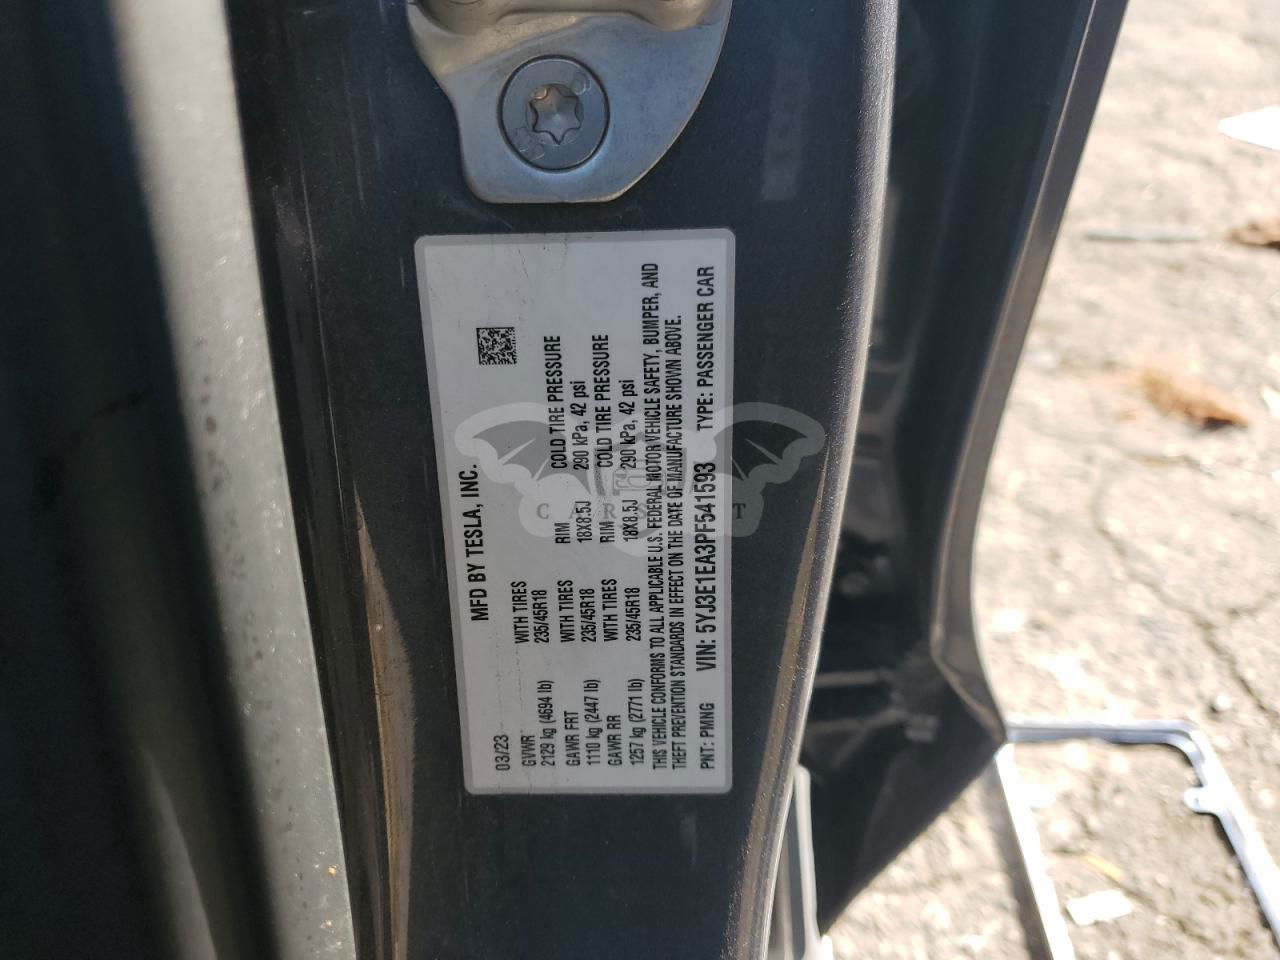 MFD BY TESLA, INC.
03/23
GVWR WITH TIRES
2129 kg (4694 lb) 235/45R18
GAWR FRT WITH TIRES RIM COLD TIRE PRESSURE
1110 kg (2447 lb) 235/45R18 18X8.5J 290 kPa, 42 psi
GAWR RR WITH TIRES RIM COLD TIRE PRESSURE
1257 kg (2771 lb) 235/45R18 18X8.5J 290 kPa, 42 psi
THIS VEHICLE CONFORMS TO ALL APPLICABLE U.S. FEDERAL MOTOR VEHICLE SAFETY, BUMPER, AND
THEFT PREVENTION STANDARDS IN EFFECT ON THE DATE OF MANUFACTURE SHOWN ABOVE.
PNT: PMNG VIN: 5YJ3E1EA3PF541593 TYPE: PASSENGER CAR